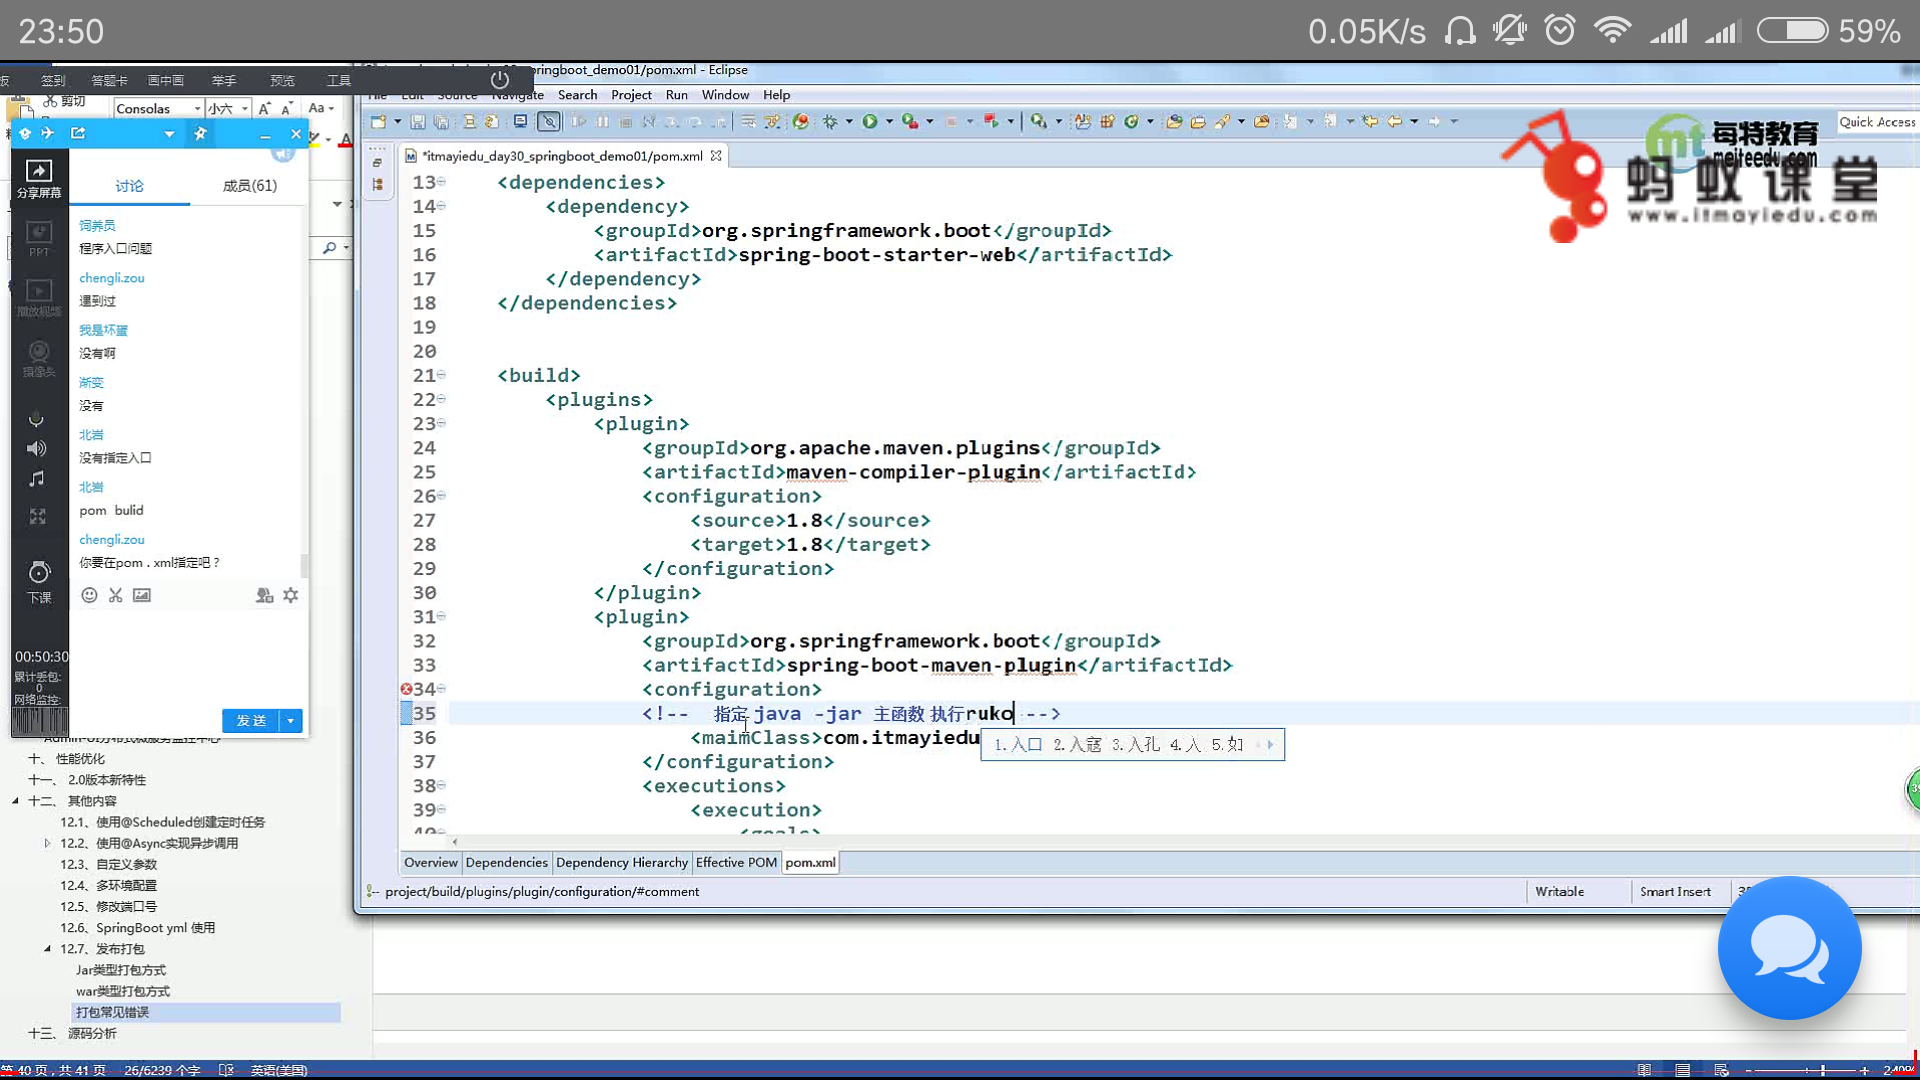 23:50
0.05K/s
59%
签到 答题卡 画中画 举手 预览 工具
springboot_demo01/pom.xml - Eclipse
剪切 Consolas 小六
Source Navigate Search Project Run Window Help
Quick Access
讨论 成员(61)
分享屏幕
PPT
播放视频
摄像头
下课
饲养员
程序入口问题
chengli.zou
遇到过
我是坏蛋
没有啊
渐变
没有
北岩
没有指定入口
北岩
pom bulid
chengli.zou
你要在pom . xml指定吧？
00:50:30
累计丢包:
0
网络监控:
发 送
*itmayiedu_day30_springboot_demo01/pom.xml
13 <dependencies>
14 <dependency>
15 <groupId>org.springframework.boot</groupId>
16 <artifactId>spring-boot-starter-web</artifactId>
17 </dependency>
18 </dependencies>
19
20
21 <build>
22 <plugins>
23 <plugin>
24 <groupId>org.apache.maven.plugins</groupId>
25 <artifactId>maven-compiler-plugin</artifactId>
26 <configuration>
27 <source>1.8</source>
28 <target>1.8</target>
29 </configuration>
30 </plugin>
31 <plugin>
32 <groupId>org.springframework.boot</groupId>
33 <artifactId>spring-boot-maven-plugin</artifactId>
34 <configuration>
35 <!-- 指定 java -jar 主函数 执行ruko -->
36 <mainClass>com.itmayiedu
1.入口 2.入寇 3.入孔 4.入 5.如
37 </configuration>
38 <executions>
39 <execution>
40 <goals>
Overview Dependencies Dependency Hierarchy Effective POM pom.xml
project/build/plugins/plugin/configuration/#comment
Writable Smart Insert
mt 每特教育
meiteedu.com
蚂蚁课堂
www.itmayiedu.com
Admin-UI分布式微服务监控中心
十、 性能优化
十一、 2.0版本新特性
十二、 其他内容
12.1、使用@Scheduled创建定时任务
12.2、使用@Async实现异步调用
12.3、自定义参数
12.4、多环境配置
12.5、修改端口号
12.6、SpringBoot yml 使用
12.7、发布打包
Jar类型打包方式
war类型打包方式
打包常见错误
十三、 源码分析
第 40 页，共 41 页 26/6239 个字 英语(美国)
240%